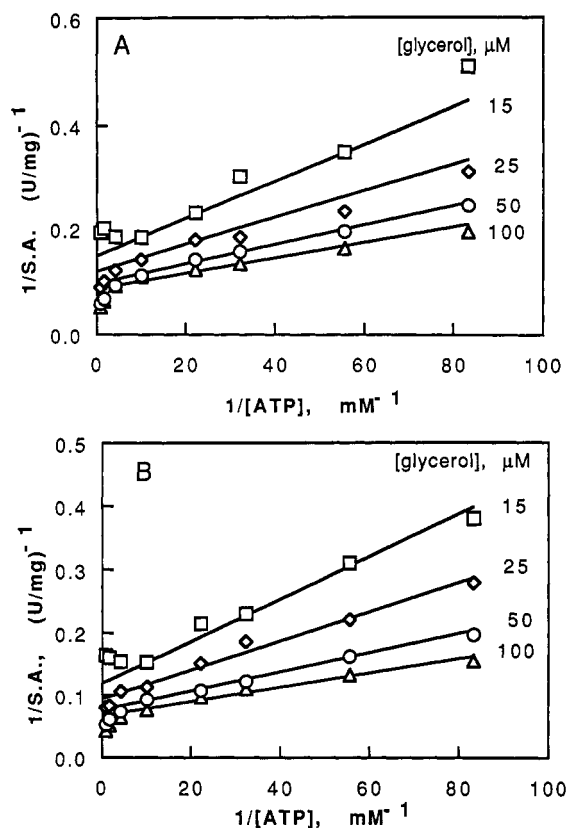 A
[glycerol], μM
0.6
0.4
0.2
0.0
1/S.A. (U/mg)⁻¹
15
25
50
100
0 20 40 60 80 100
1/[ATP], mM⁻¹
B
[glycerol], μM
0.5
0.4
0.3
0.2
0.1
0.0
1/S.A., (U/mg)⁻¹
15
25
50
100
0 20 40 60 80 100
1/[ATP], mM⁻¹